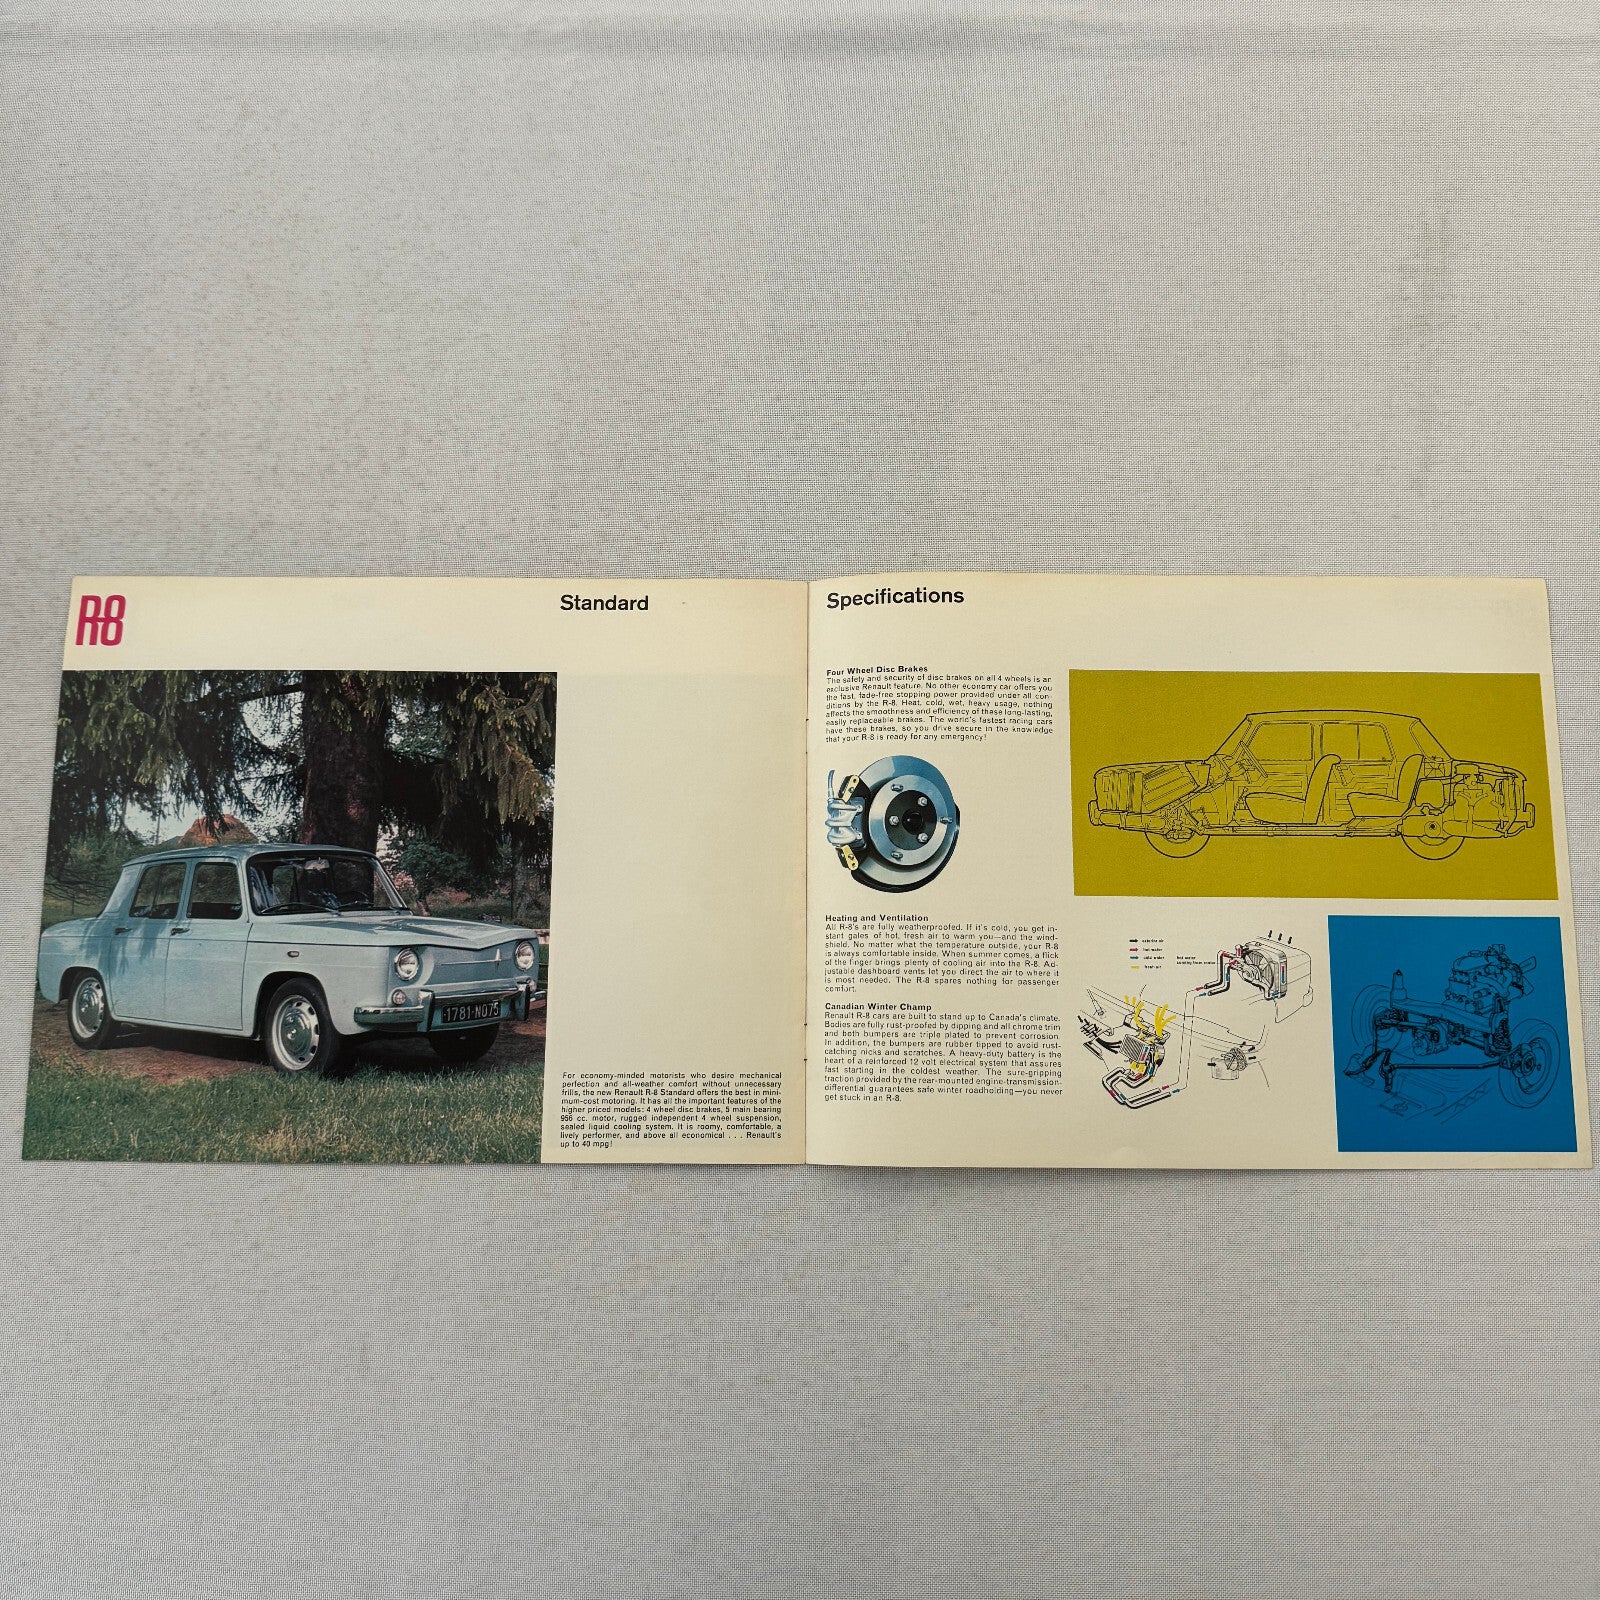 R-8
Standard
1781-NO75
For economy-minded motorists who desire mechanical
perfection and all-weather comfort without unnecessary
frills, the new Renault R-8 Standard offers the best in mini-
mum-cost motoring. It has all the important features of the
higher priced models: 4 wheel disc brakes, 5 main bearing
956 cc. motor, rugged independent 4 wheel suspension,
sealed liquid cooling system. It is roomy, comfortable, a
lively performer, and above all economical . . . Renault's
up to 40 mpg!
Specifications
Four Wheel Disc Brakes
The safety and security of disc brakes on all 4 wheels is an
exclusive Renault feature. No other economy car offers you
the fast, fade-free stopping power provided under all con-
ditions by the R-8. Heat, cold, wet, heavy usage, nothing
affects the smoothness and efficiency of these long-lasting,
easily replaceable brakes. The world's fastest racing cars
have these brakes, so you drive secure in the knowledge
that your R-8 is ready for any emergency!
Heating and Ventilation
All R-8's are fully weatherproofed. If it's cold, you get in-
stant gales of hot, fresh air to warm you—and the wind-
shield. No matter what the temperature outside, your R-8
is always comfortable inside. When summer comes, a flick
of the finger brings plenty of cooling air into the R-8. Ad-
justable dashboard vents let you direct the air to where it
is most needed. The R-8 spares nothing for passenger
comfort.
Canadian Winter Champ
Renault R-8 cars are built to stand up to Canada's climate.
Bodies are fully rust-proofed by dipping and all chrome trim
and both bumpers are triple plated to prevent corrosion.
In addition, the bumpers are rubber tipped to avoid rust-
catching nicks and scratches. A heavy-duty battery is the
heart of a reinforced 12 volt electrical system that assures
fast starting in the coldest weather. The sure-gripping
traction provided by the rear-mounted engine-transmission-
differential guarantees safe winter roadholding—you never
get stuck in an R-8.
exterior air
hot water
cold water
fresh air
hot water
coming from motor